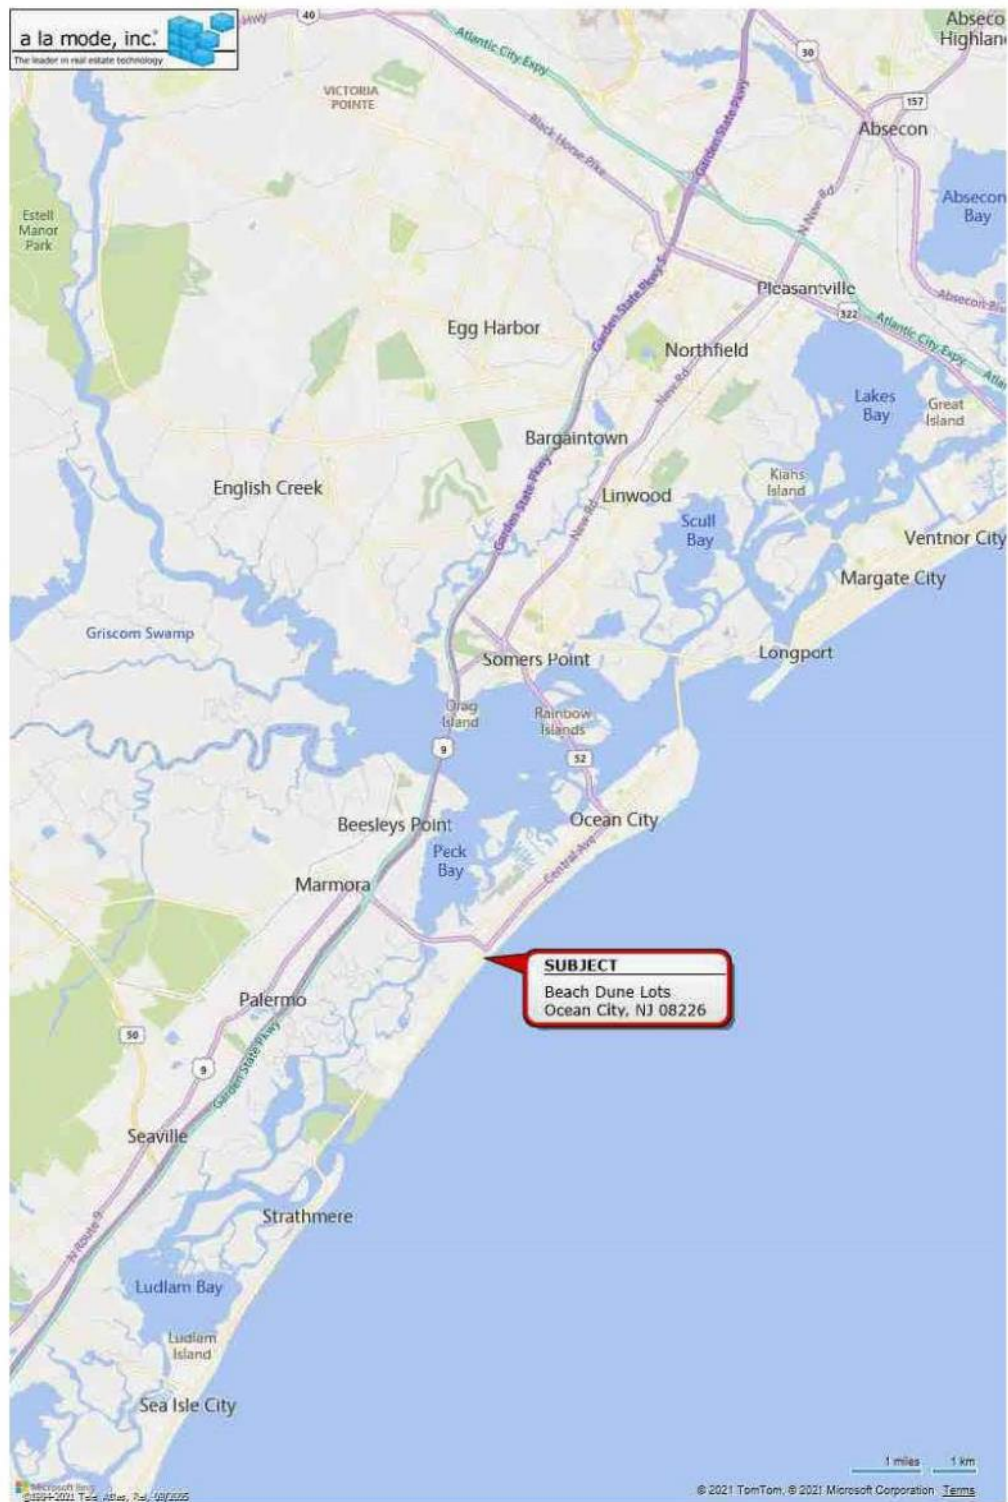 a la mode, inc.
The leader in real estate technology
Hwy
40
Atlantic City Expy
Garden State Pkwy
30
Absecon
Highlan
VICTORIA
POINTE
157
Black Horse Pike
Absecon
Estell
Manor
Park
N New Rd
Absecon
Bay
Garden State Pkwy S
Pleasantville
322
Egg Harbor
Atlantic City Expy
Northfield
New Rd
Lakes
Bay
Great
Island
Bargaintown
Garden State Pkwy
Kiahs
Island
English Creek
Linwood
New Rd
Scull
Bay
Ventnor City
Margate City
Griscom Swamp
Somers Point
Longport
Drag
Island
Rainbow
Islands
9
52
Beesleys Point
Ocean City
Peck
Bay
Central Ave
Marmora
SUBJECT
Beach Dune Lots
Ocean City, NJ 08226
Palermo
50
Garden State Pkwy
9
Seaville
Strathmere
N Route 9
Ludlam Bay
Ludlam
Island
Sea Isle City
1 miles
1 km
Microsoft Bing
© 2021 TomTom, © 2021 Microsoft Corporation Terms